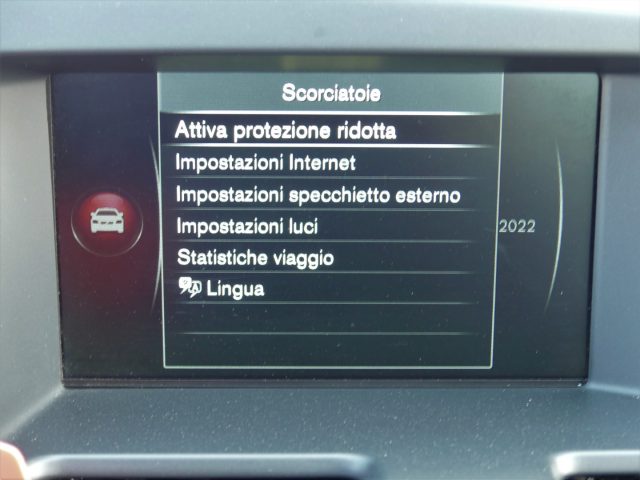 Scorciatoie
Attiva protezione ridotta
Impostazioni Internet
Impostazioni specchietto esterno
Impostazioni luci
2022
Statistiche viaggio
Lingua